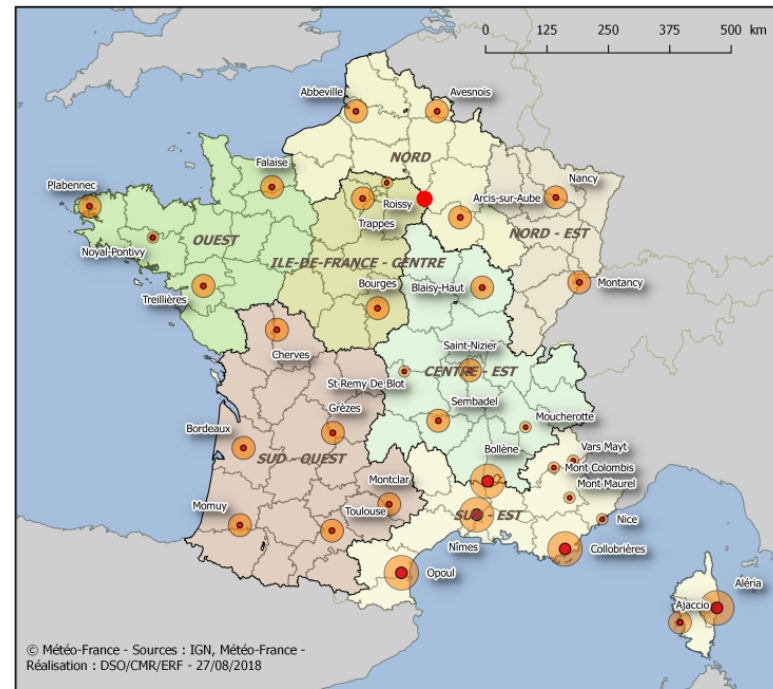 0 125 250 375 500 km
Abbeville
Avesnois
NORD
Falaise
Nancy
Plabennec
Roissy
Arcis-sur-Aube
Trappes
OUEST
NORD - EST
Noyal-Pontivy
ILE-DE-FRANCE - CENTRE
Bourges
Blaisy-Haut
Montancy
Treillières
Saint-Nizier
Cherves
CENTRE - EST
St Remy De Blot
Grèzes
Sembadel
Moucherotte
Bordeaux
Bollène
Vars Mayt
SUD - OUEST
Mont Colombis
Montclar
Mont Maurel
Momuy
Toulouse
SUD - EST
Nice
Nîmes
Collobrières
Opoul
Aléria
Ajaccio
© Météo-France - Sources : IGN, Météo-France -
Réalisation : DSO/CMR/ERF - 27/08/2018